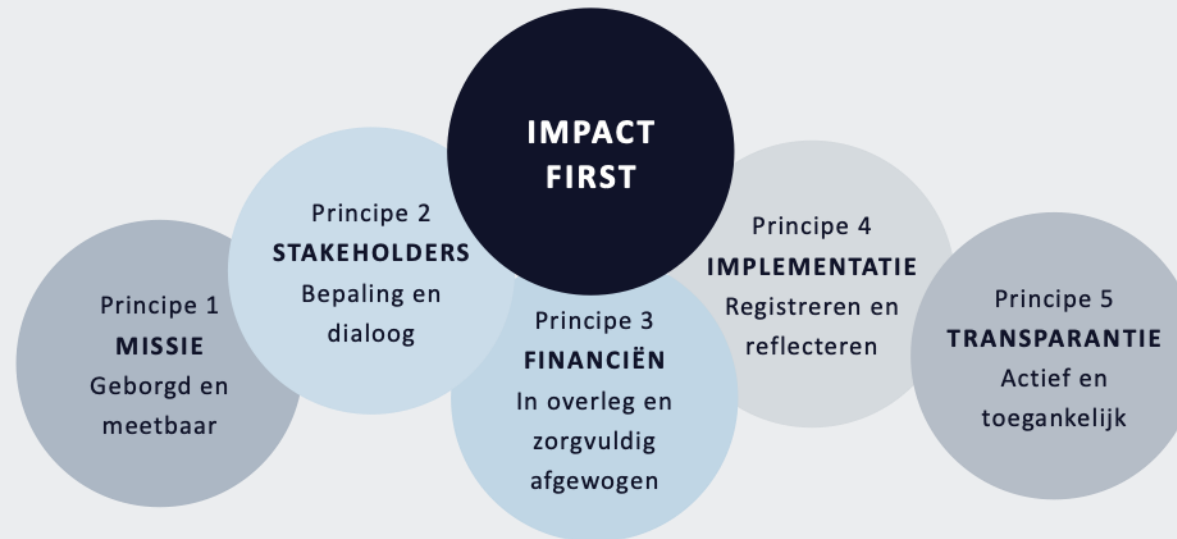 IMPACT
FIRST
Principe 1
MISSIE
Geborgd en
meetbaar
Principe 2
STAKEHOLDERS
Bepaling en
dialoog
Principe 3
FINANCIËN
In overleg en
zorgvuldig
afgewogen
Principe 4
IMPLEMENTATIE
Registreren en
reflecteren
Principe 5
TRANSPARANTIE
Actief en
toegankelijk